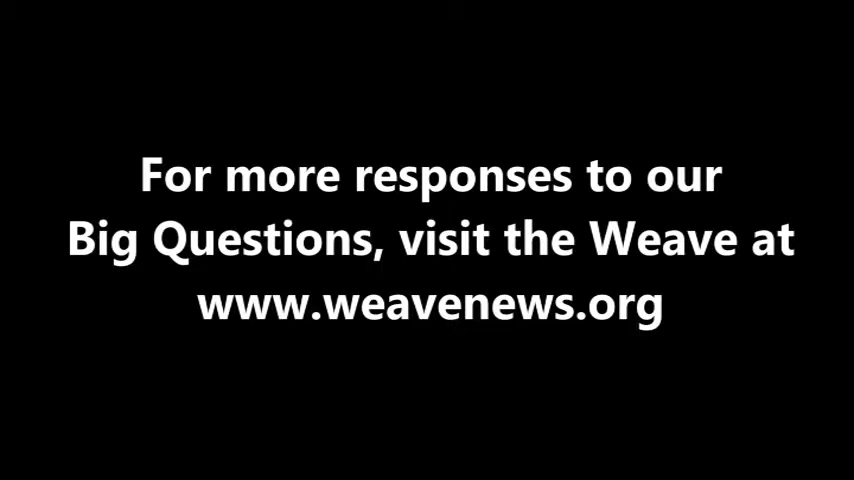 For more responses to our
Big Questions, visit the Weave at
www.weavenews.org